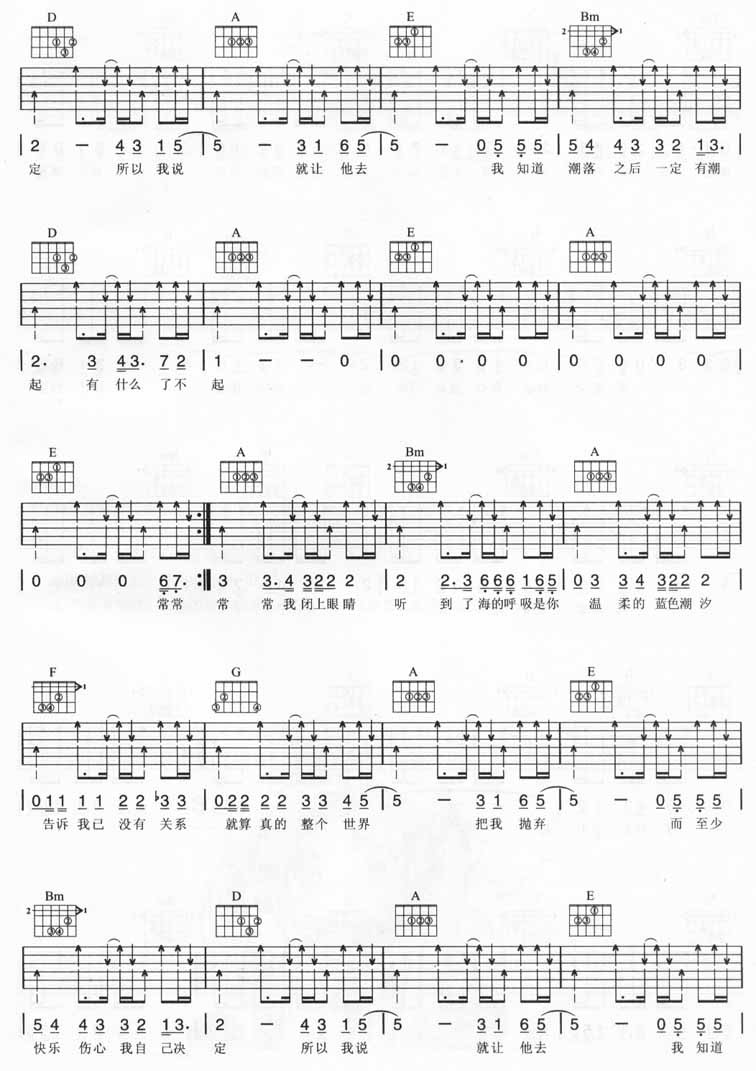 D A E Bm
2 — 4 3 1 5 5 — 3 1 6 5 5 — 0 5 5 5 5 4 4 3 3 2 1 3.
定 所以 我说 就让 他去 我 知道 潮落 之后 一定 有潮
D A E A
2. 3 4 3. 7 2 1 — — 0 0 0 0 0 0 0 0 0
起 有 什么 了不 起
E A Bm A
0 0 0 6 7. 3 3. 4 3 2 2 2 2 2. 3 6 6 6 1 6 5 0 3 3 4 3 2 2 2
常常 常 常 我 闭上眼 睛 听 到 了 海的呼 吸是你 温 柔的 蓝色潮 汐
F G A E
0 1 1 1 1 2 2 ♭3 3 0 2 2 2 2 3 3 4 5 5 — 3 1 6 5 5 — 0 5 5 5
告诉 我已 没有 关系 就算 真的 整个 世界 把我 抛弃 而 至少
Bm D A E
5 4 4 3 3 2 1 3. 2 — 4 3 1 5 5 — 3 1 6 5 5 — 0 5 5 5
快乐 伤心 我自 己决 定 所以 我说 就让 他去 我 知道